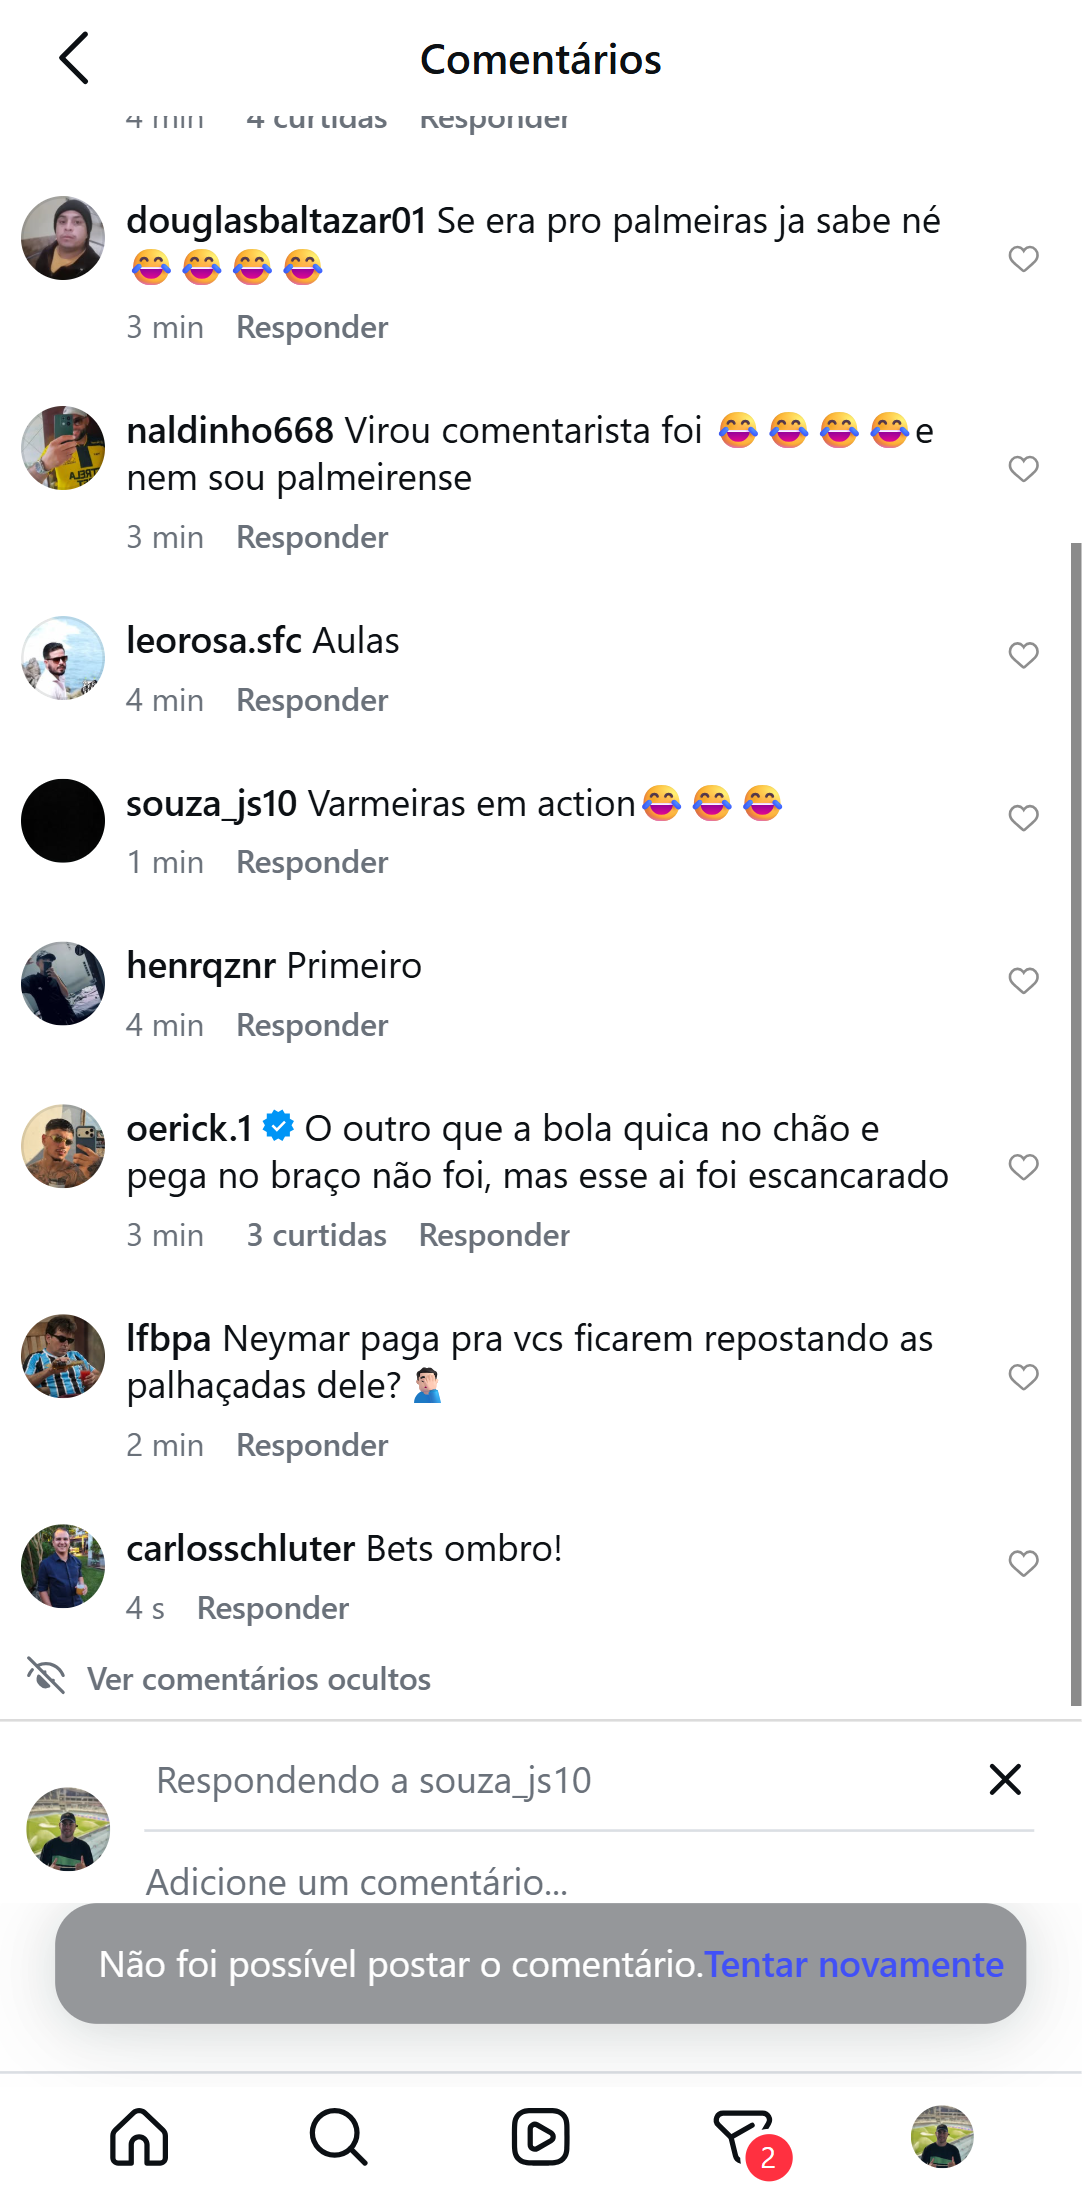 Comentários
4 min 4 curtidas Responder
douglasbaltazar01 Se era pro palmeiras ja sabe né
😂😂😂😂
3 min Responder
naldinho668 Virou comentarista foi 😂😂😂😂e
nem sou palmeirense
3 min Responder
leorosa.sfc Aulas
4 min Responder
souza_js10 Varmeiras em action😂😂😂
1 min Responder
henrqznr Primeiro
4 min Responder
oerick.1 O outro que a bola quica no chão e
pega no braço não foi, mas esse ai foi escancarado
3 min 3 curtidas Responder
lfbpa Neymar paga pra vcs ficarem repostando as
palhaçadas dele?🤦🏻‍♂️
2 min Responder
carlosschluter Bets ombro!
4 s Responder
Ver comentários ocultos
Respondendo a souza_js10
Adicione um comentário...
Não foi possível postar o comentário.Tentar novamente
2